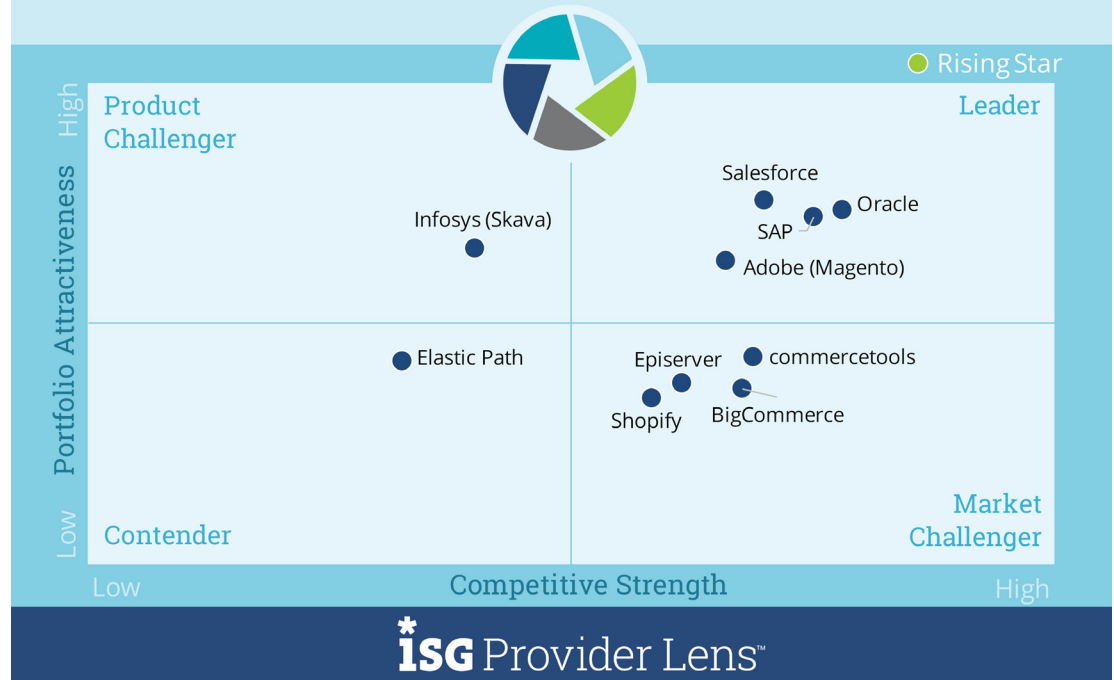 Rising Star
High
Product
Challenger
Leader
Salesforce
Oracle
SAP
Infosys (Skava)
Adobe (Magento)
Portfolio Attractiveness
Elastic Path
Episerver
commercetools
Shopify
BigCommerce
Low
Contender
Market
Challenger
Low
Competitive Strength
High
*ISG Provider Lens™